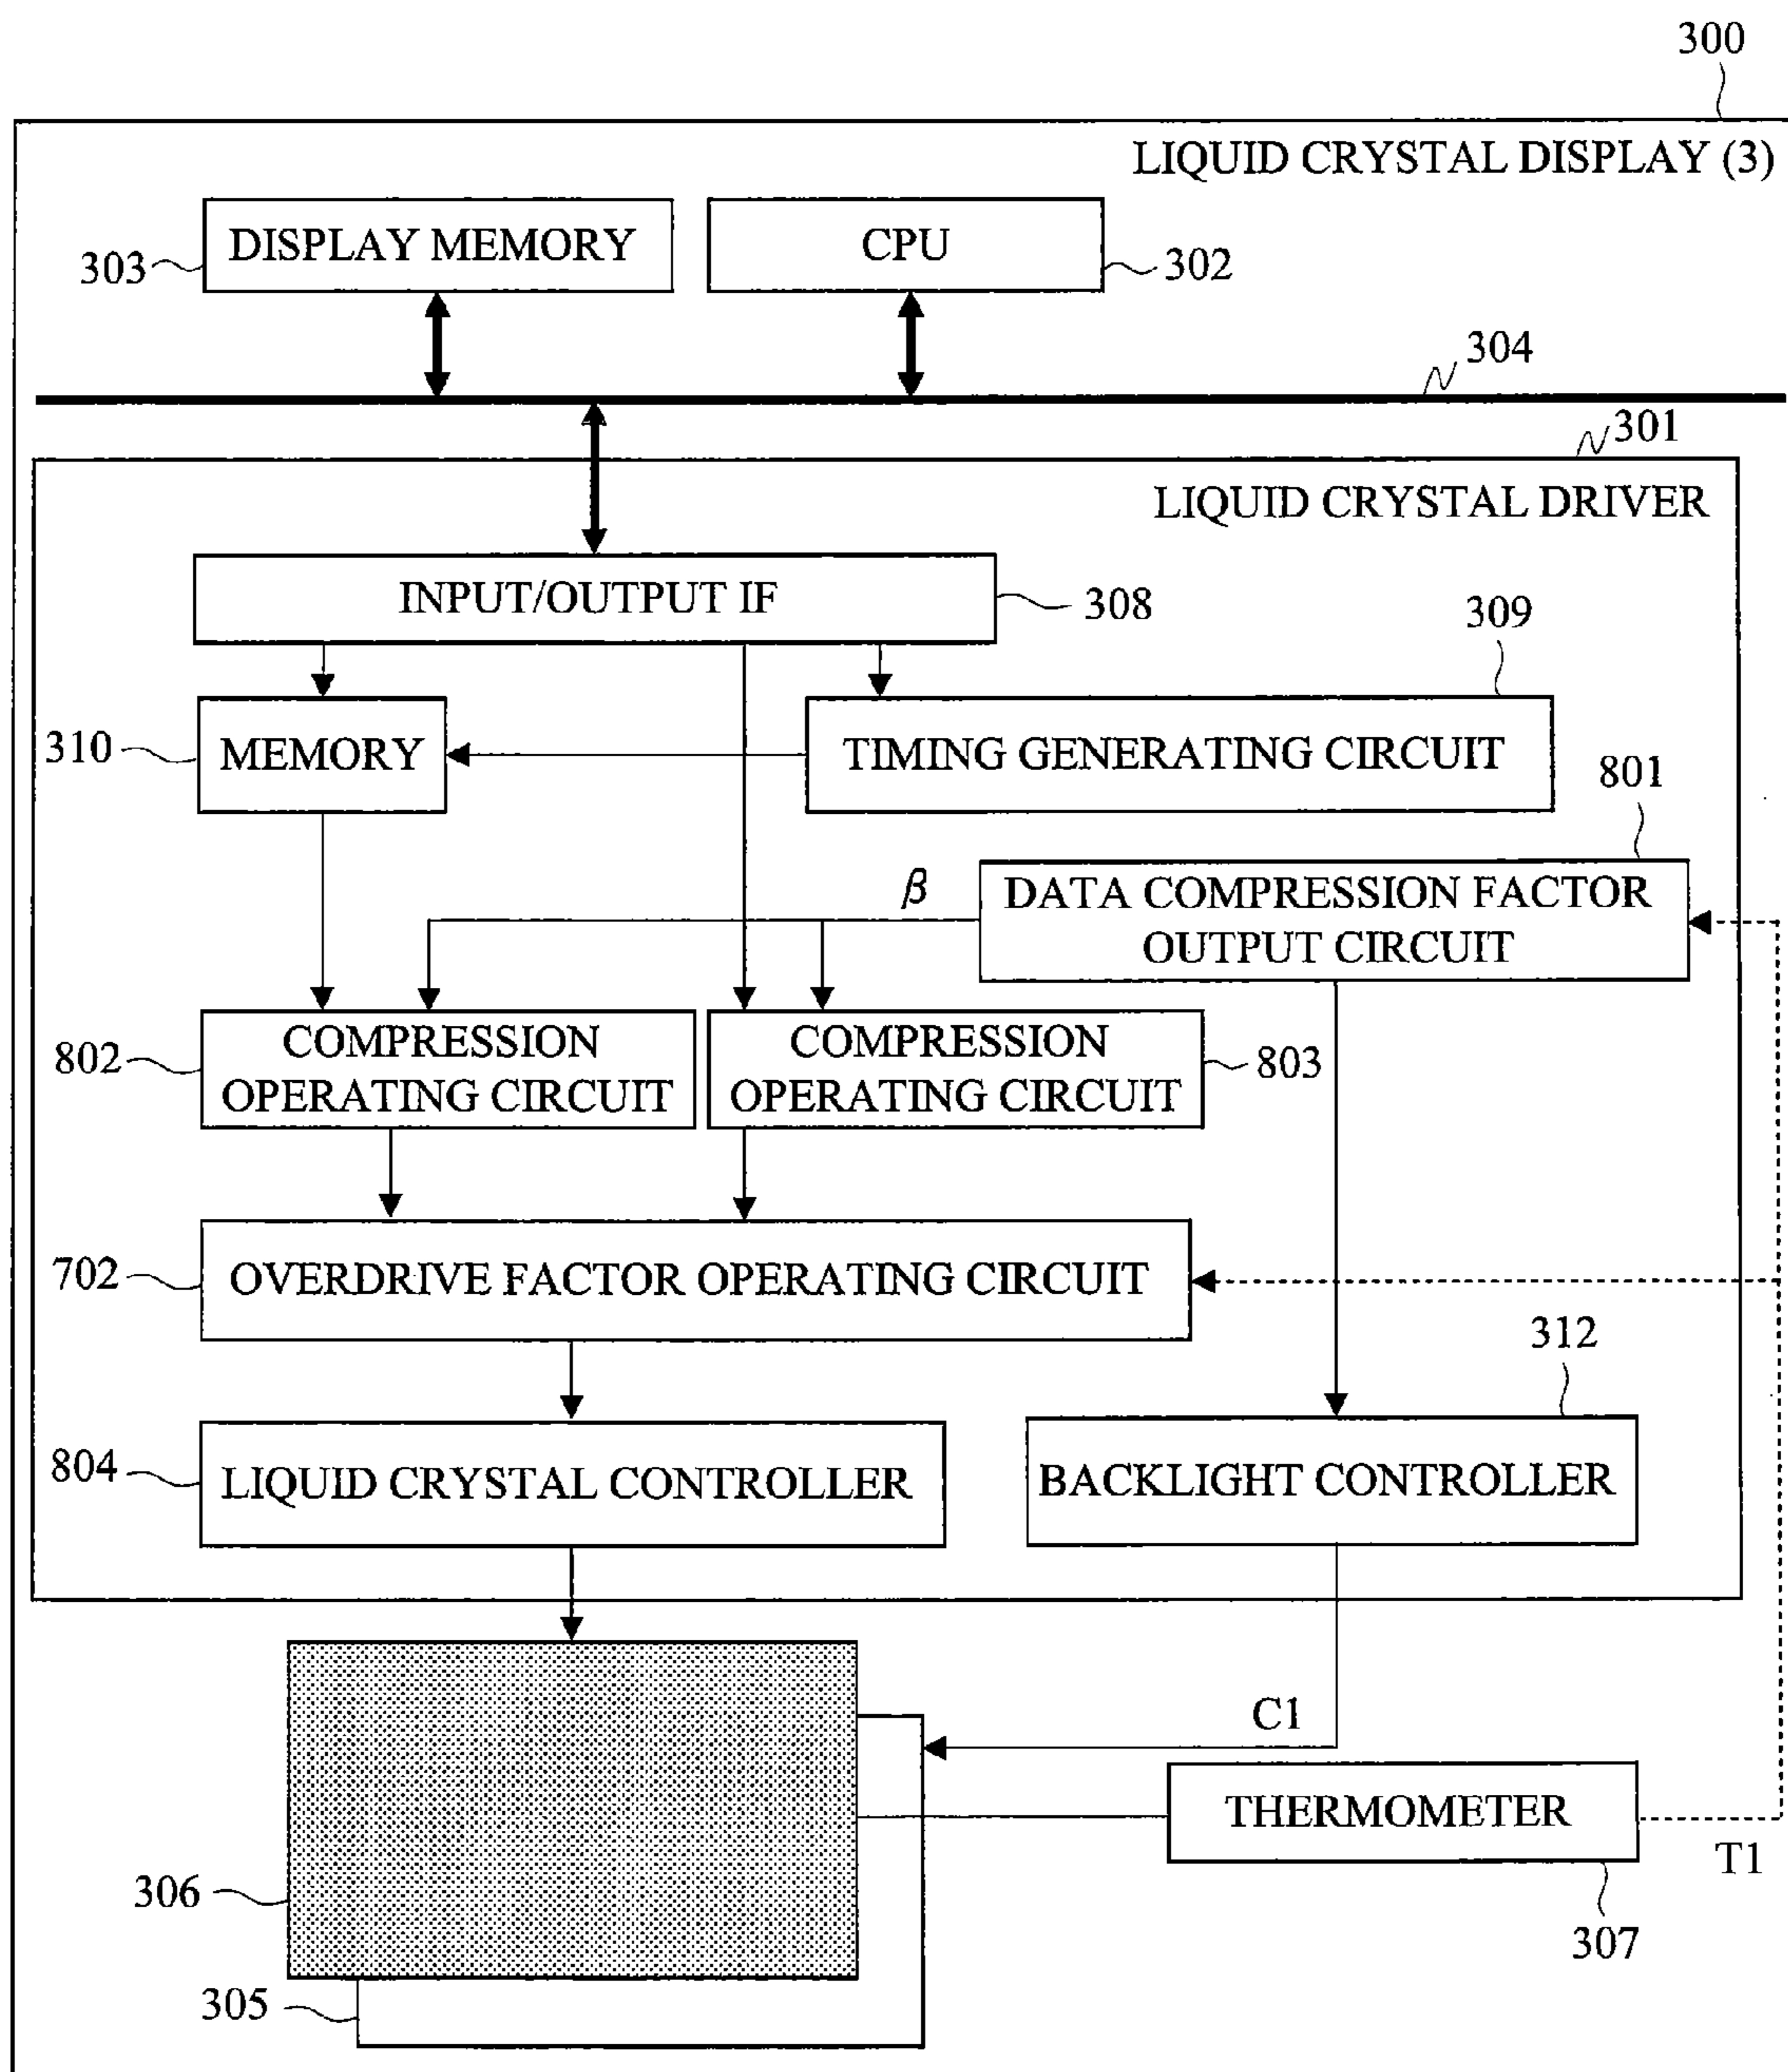 300
LIQUID CRYSTAL DISPLAY (3)
303
DISPLAY MEMORY
CPU
302
304
301
LIQUID CRYSTAL DRIVER
INPUT/OUTPUT IF
308
309
310
MEMORY
TIMING GENERATING CIRCUIT
801
β
DATA COMPRESSION FACTOR
OUTPUT CIRCUIT
802
COMPRESSION
OPERATING CIRCUIT
COMPRESSION
OPERATING CIRCUIT
803
702
OVERDRIVE FACTOR OPERATING CIRCUIT
312
804
LIQUID CRYSTAL CONTROLLER
BACKLIGHT CONTROLLER
C1
THERMOMETER
T1
306
307
305